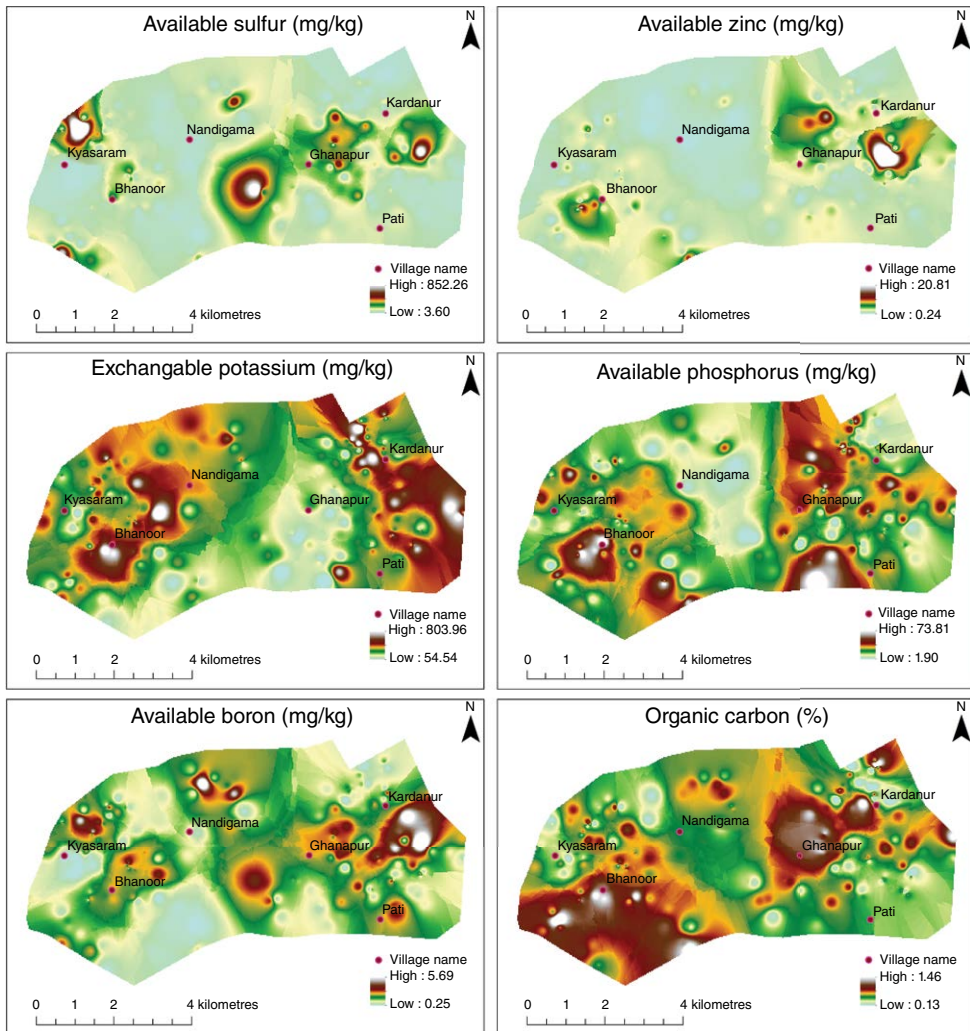 Available sulfur (mg/kg)
N
Kardanur
Nandigama
Kyasaram
Ghanapur
Bhanoor
Pati
Village name
High : 852.26
Low : 3.60
0 1 2 4 kilometres
Available zinc (mg/kg)
N
Kardanur
Nandigama
Kyasaram
Ghanapur
Bhanoor
Pati
Village name
High : 20.81
Low : 0.24
0 1 2 4 kilometres
Exchangable potassium (mg/kg)
N
Kardanur
Nandigama
Kyasaram
Ghanapur
Bhanoor
Pati
Village name
High : 803.96
Low : 54.54
0 2 4 kilometres
Available phosphorus (mg/kg)
N
Kardanur
Nandigama
Kyasaram
Ghanapur
Bhanoor
Pati
Village name
High : 73.81
Low : 1.90
0 1 2 4 kilometres
Available boron (mg/kg)
N
Kardanur
Nandigama
Kyasaram
Ghanapur
Bhanoor
Pati
Village name
High : 5.69
Low : 0.25
0 1 2 4 kilometres
Organic carbon (%)
N
Kardanur
Nandigama
Kyasaram
Ghanapur
Bhanoor
Pati
Village name
High : 1.46
Low : 0.13
0 1 2 4 kilometres